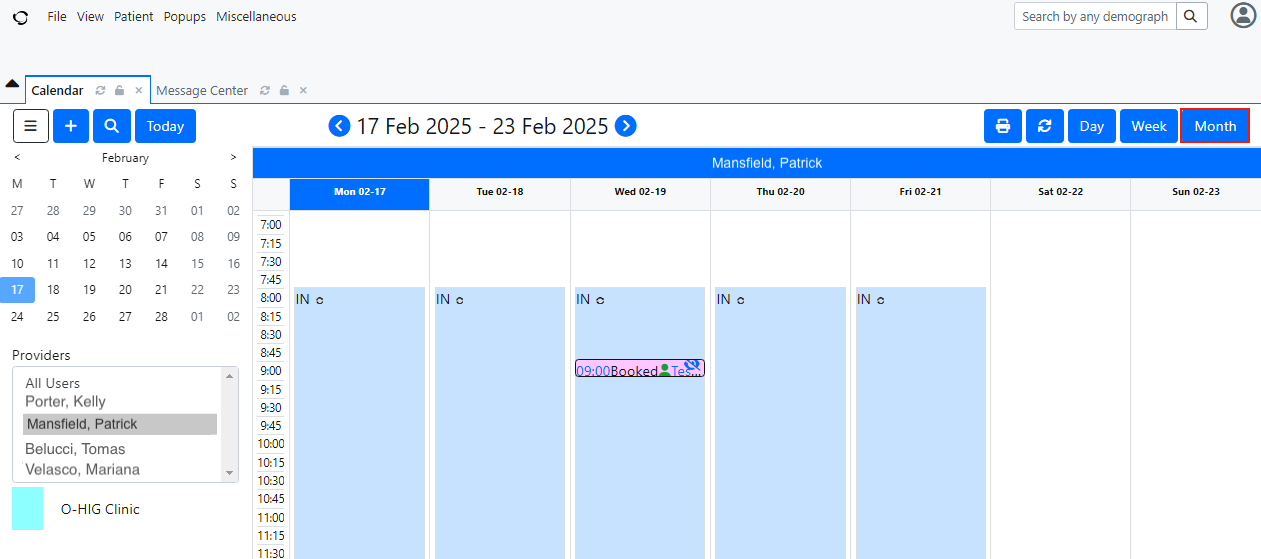 File View Patient Popups Miscellaneous
Search by any demograph
Calendar Message Center
Today
17 Feb 2025 - 23 Feb 2025
Day Week Month
< February >
M T W T F S S
27 28 29 30 31 01 02
03 04 05 06 07 08 09
10 11 12 13 14 15 16
17 18 19 20 21 22 23
24 25 26 27 28 01 02
Providers
All Users
Porter, Kelly
Mansfield, Patrick
Belucci, Tomas
Velasco, Mariana
O-HIG Clinic
Mansfield, Patrick
Mon 02-17 Tue 02-18 Wed 02-19 Thu 02-20 Fri 02-21 Sat 02-22 Sun 02-23
7:00
7:15
7:30
7:45
8:00 IN IN IN IN IN
8:15
8:30
8:45
9:00 09:00Booked Tes...
9:15
9:30
9:45
10:00
10:15
10:30
10:45
11:00
11:15
11:30